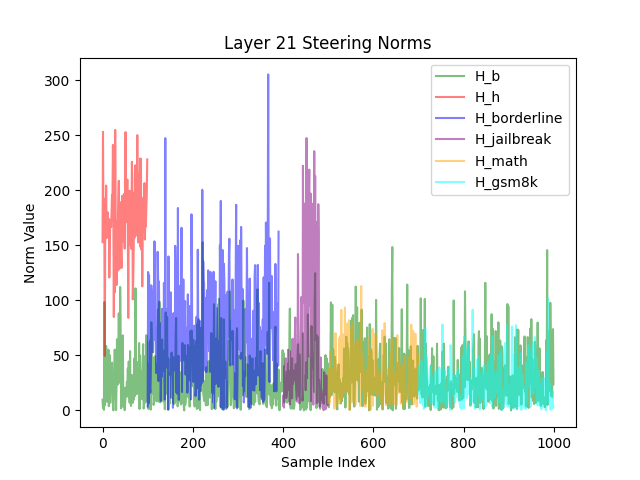 Layer 21 Steering Norms
Norm Value
300
250
200
150
100
50
0
H_b
H_h
H_borderline
H_jailbreak
H_math
H_gsm8k
0 200 400 600 800 1000
Sample Index